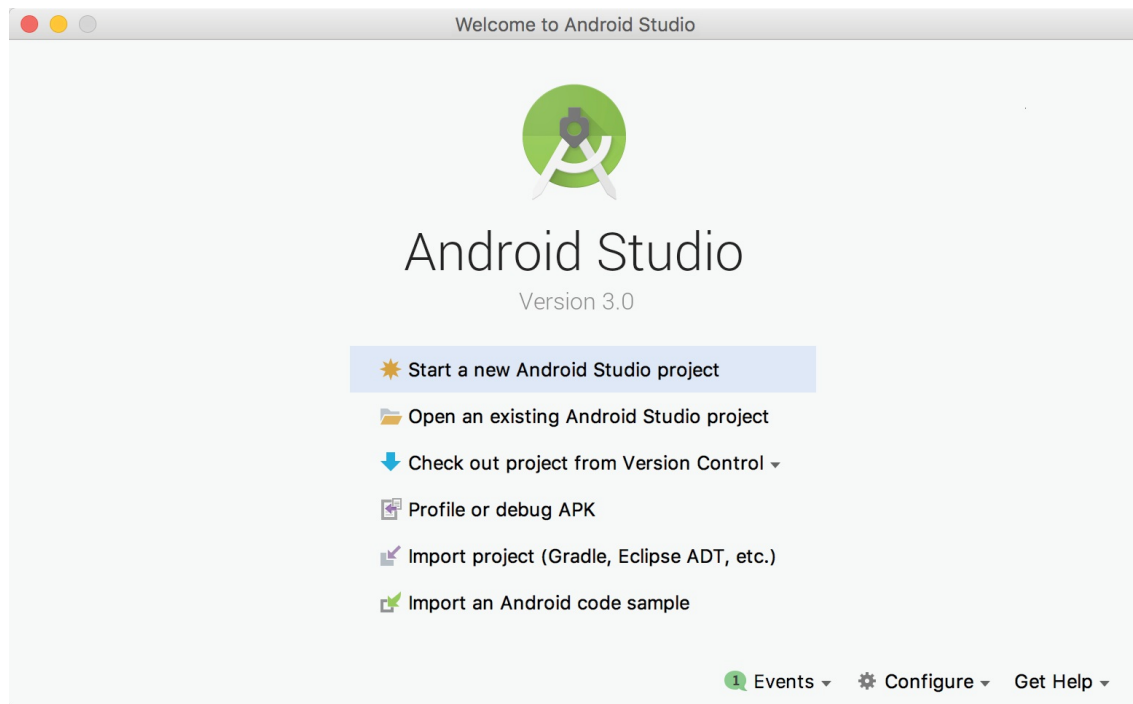 Welcome to Android Studio
Android Studio
Version 3.0
Start a new Android Studio project
Open an existing Android Studio project
Check out project from Version Control
Profile or debug APK
Import project (Gradle, Eclipse ADT, etc.)
Import an Android code sample
1 Events Configure Get Help